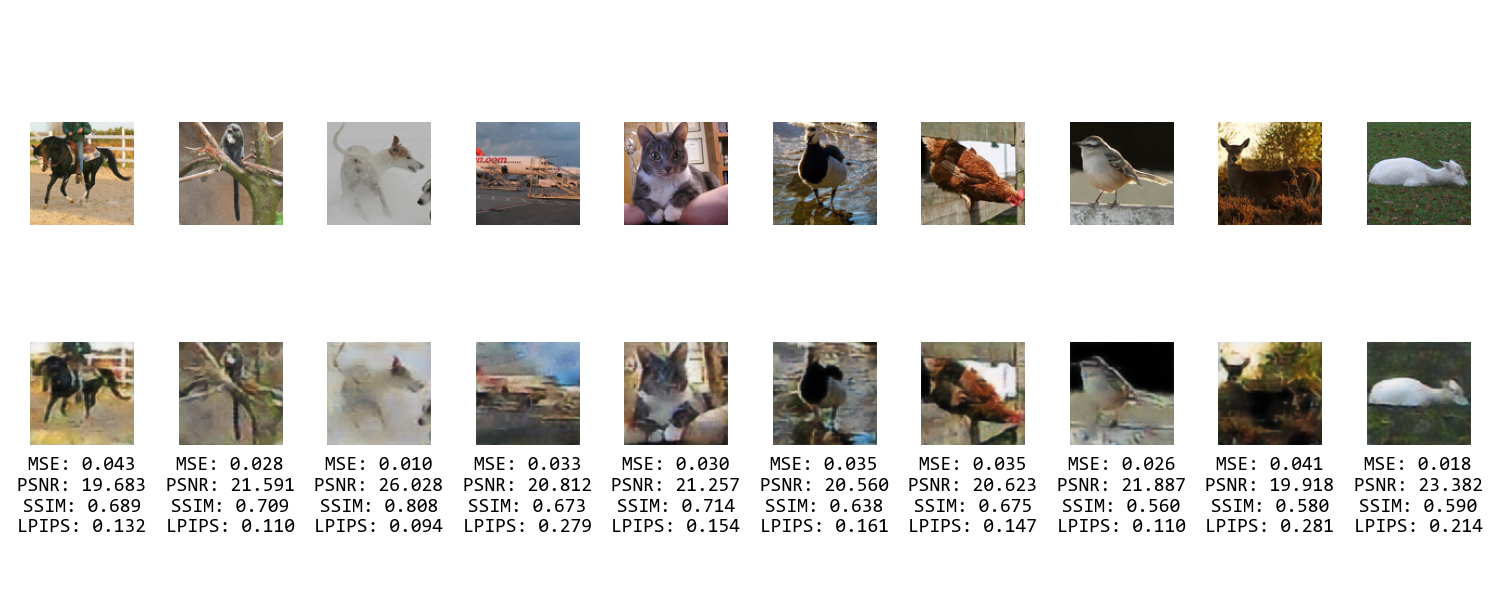 a.com
MSE: 0.043
PSNR: 19.683
SSIM: 0.689
LPIPS: 0.132
MSE: 0.028
PSNR: 21.591
SSIM: 0.709
LPIPS: 0.110
MSE: 0.010
PSNR: 26.028
SSIM: 0.808
LPIPS: 0.094
MSE: 0.033
PSNR: 20.812
SSIM: 0.673
LPIPS: 0.279
MSE: 0.030
PSNR: 21.257
SSIM: 0.714
LPIPS: 0.154
MSE: 0.035
PSNR: 20.560
SSIM: 0.638
LPIPS: 0.161
MSE: 0.035
PSNR: 20.623
SSIM: 0.675
LPIPS: 0.147
MSE: 0.026
PSNR: 21.887
SSIM: 0.560
LPIPS: 0.110
MSE: 0.041
PSNR: 19.918
SSIM: 0.580
LPIPS: 0.281
MSE: 0.018
PSNR: 23.382
SSIM: 0.590
LPIPS: 0.214